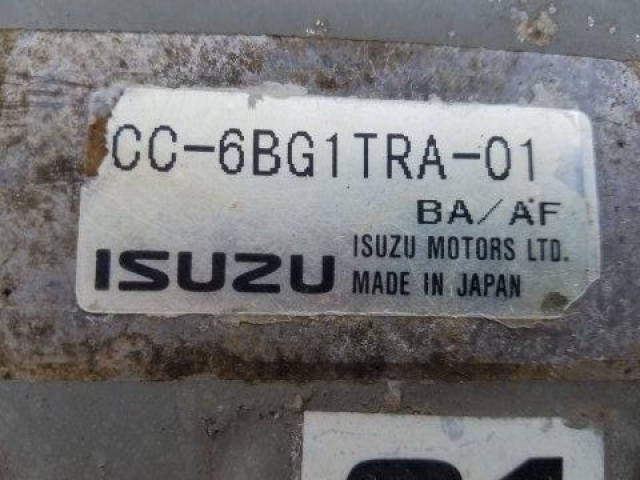 CC-6BG1TRA-01
BA/AF
ISUZU
ISUZU MOTORS LTD.
MADE IN JAPAN